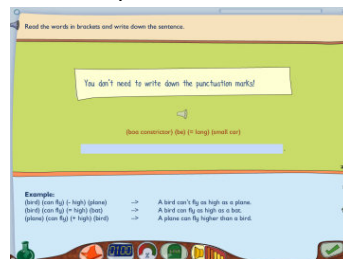 Read the words in brackets and write down the sentence.
You don't need to write down the punctuation marks!
(boa constrictor) (be) (= long) (small car)
.
Example:
(bird) (can fly) (- high) (plane) -> A bird can't fly as high as a plane.
(bird) (can fly) (= high) (bat) -> A bird can fly as high as a bat.
(plane) (can fly) (+ high) (bird) -> A plane can fly higher than a bird.